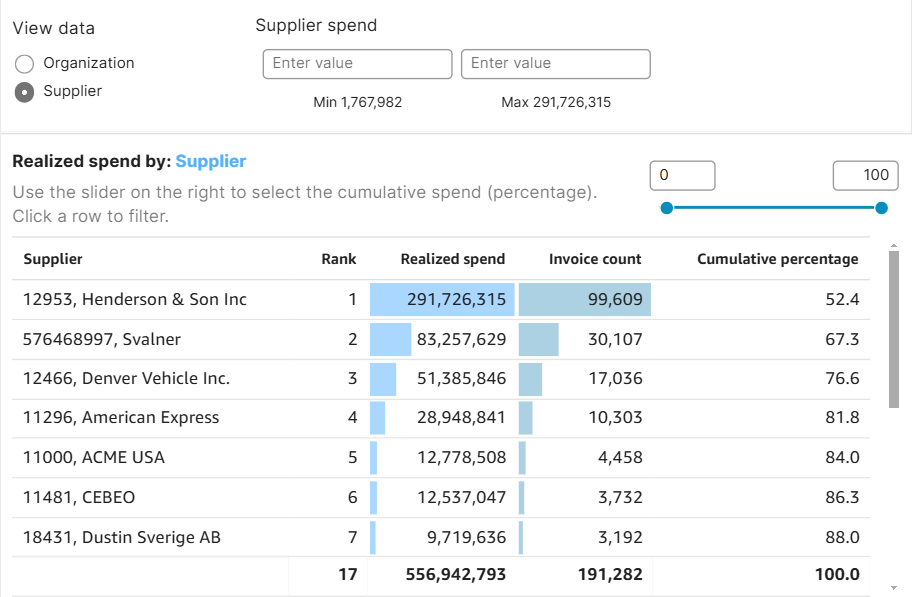 View data
Organization
Supplier
Supplier spend
Enter value
Enter value
Min 1,767,982
Max 291,726,315
Realized spend by: Supplier
Use the slider on the right to select the cumulative spend (percentage).
Click a row to filter.
0
100
Supplier Rank Realized spend Invoice count Cumulative percentage
12953, Henderson & Son Inc 1 291,726,315 99,609 52.4
576468997, Svalner 2 83,257,629 30,107 67.3
12466, Denver Vehicle Inc. 3 51,385,846 17,036 76.6
11296, American Express 4 28,948,841 10,303 81.8
11000, ACME USA 5 12,778,508 4,458 84.0
11481, CEBEO 6 12,537,047 3,732 86.3
18431, Dustin Sverige AB 7 9,719,636 3,192 88.0
17 556,942,793 191,282 100.0